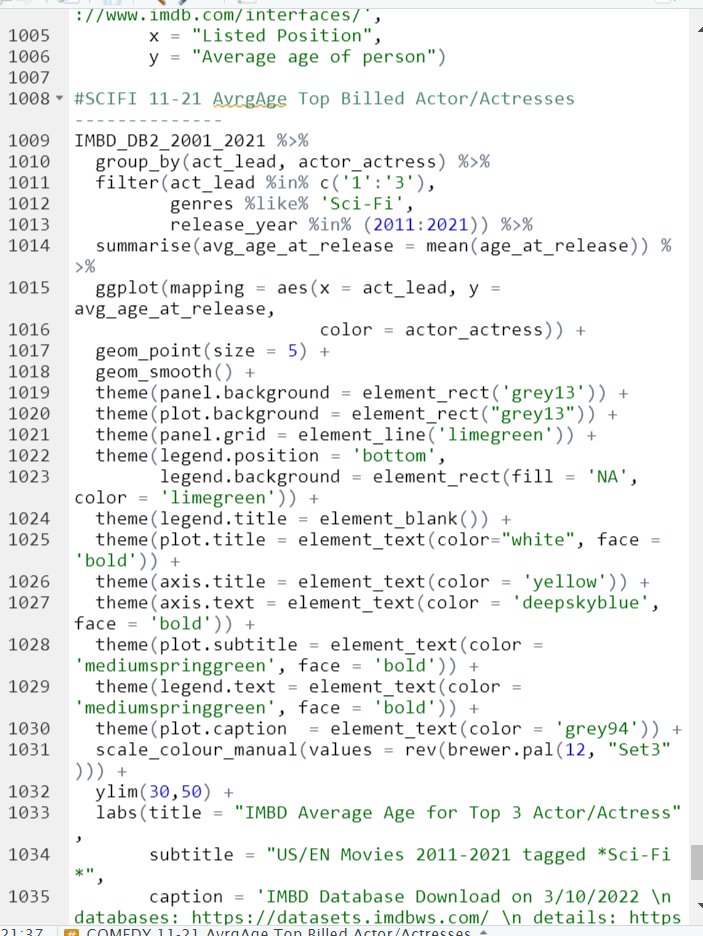 ://www.imdb.com/interfaces/',
1005 x = "Listed Position",
1006 y = "Average age of person")
1007
1008 #SCIFI 11-21 AvrgAge Top Billed Actor/Actresses
--------------
1009 IMBD_DB2_2001_2021 %>%
1010 group_by(act_lead, actor_actress) %>%
1011 filter(act_lead %in% c('1':'3'),
1012 genres %like% 'Sci-Fi',
1013 release_year %in% (2011:2021)) %>%
1014 summarise(avg_age_at_release = mean(age_at_release)) %
>%
1015 ggplot(mapping = aes(x = act_lead, y =
avg_age_at_release,
1016 color = actor_actress)) +
1017 geom_point(size = 5) +
1018 geom_smooth() +
1019 theme(panel.background = element_rect('grey13')) +
1020 theme(plot.background = element_rect("grey13")) +
1021 theme(panel.grid = element_line('limegreen')) +
1022 theme(legend.position = 'bottom',
1023 legend.background = element_rect(fill = 'NA',
color = 'limegreen')) +
1024 theme(legend.title = element_blank()) +
1025 theme(plot.title = element_text(color="white", face =
'bold')) +
1026 theme(axis.title = element_text(color = 'yellow')) +
1027 theme(axis.text = element_text(color = 'deepskyblue',
face = 'bold')) +
1028 theme(plot.subtitle = element_text(color =
'mediumspringgreen', face = 'bold')) +
1029 theme(legend.text = element_text(color =
'mediumspringgreen', face = 'bold')) +
1030 theme(plot.caption  = element_text(color = 'grey94')) +
1031 scale_colour_manual(values = rev(brewer.pal(12, "Set3"
))) +
1032 ylim(30,50) +
1033 labs(title = "IMBD Average Age for Top 3 Actor/Actress"
,
1034 subtitle = "US/EN Movies 2011-2021 tagged *Sci-Fi
*",
1035 caption = 'IMBD Database Download on 3/10/2022 \n
databases: https://datasets.imdbws.com/ \n details: https
21:37 # COMEDY 11-21 AvrgAge Top Billed Actor/Actresses